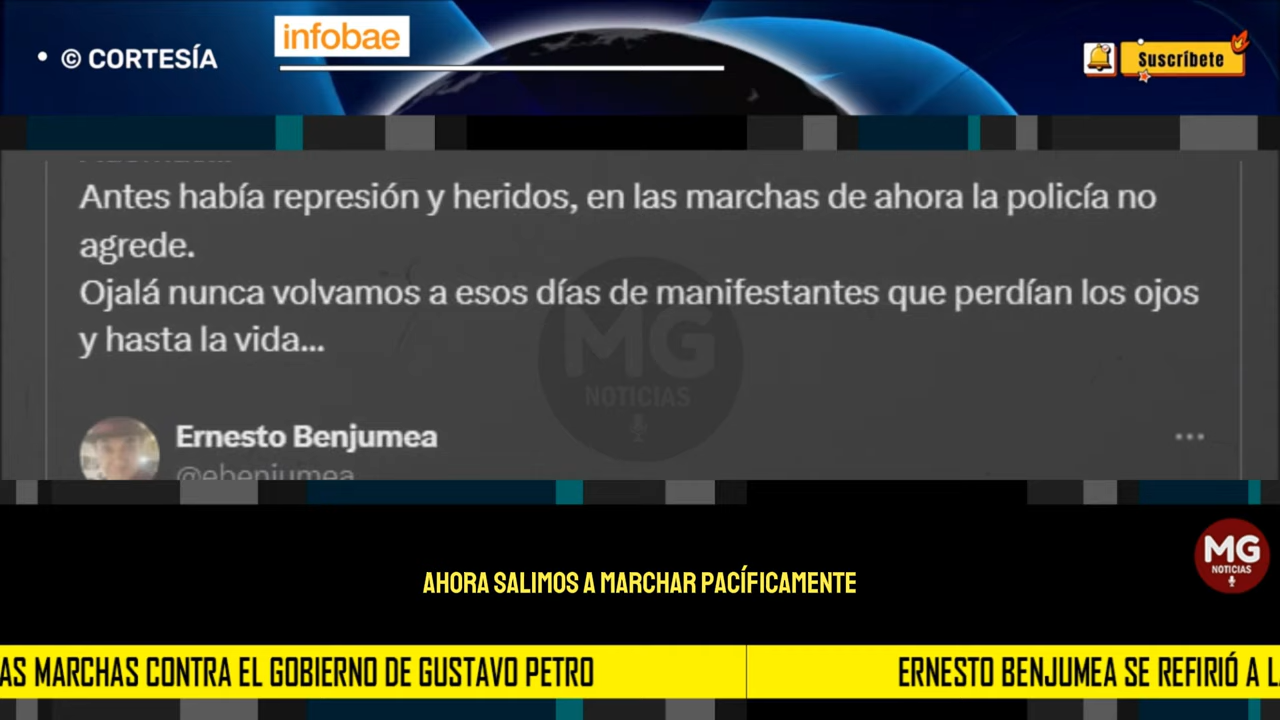 • © CORTESÍA
infobae
Suscríbete
Antes había represión y heridos, en las marchas de ahora la policía no
agrede.
Ojalá nunca volvamos a esos días de manifestantes que perdían los ojos
y hasta la vida...
MG
NOTICIAS
Ernesto Benjumea
@ebenjumea
MG
NOTICIAS
AHORA SALIMOS A MARCHAR PACÍFICAMENTE
AS MARCHAS CONTRA EL GOBIERNO DE GUSTAVO PETRO
ERNESTO BENJUMEA SE REFIRIÓ A L